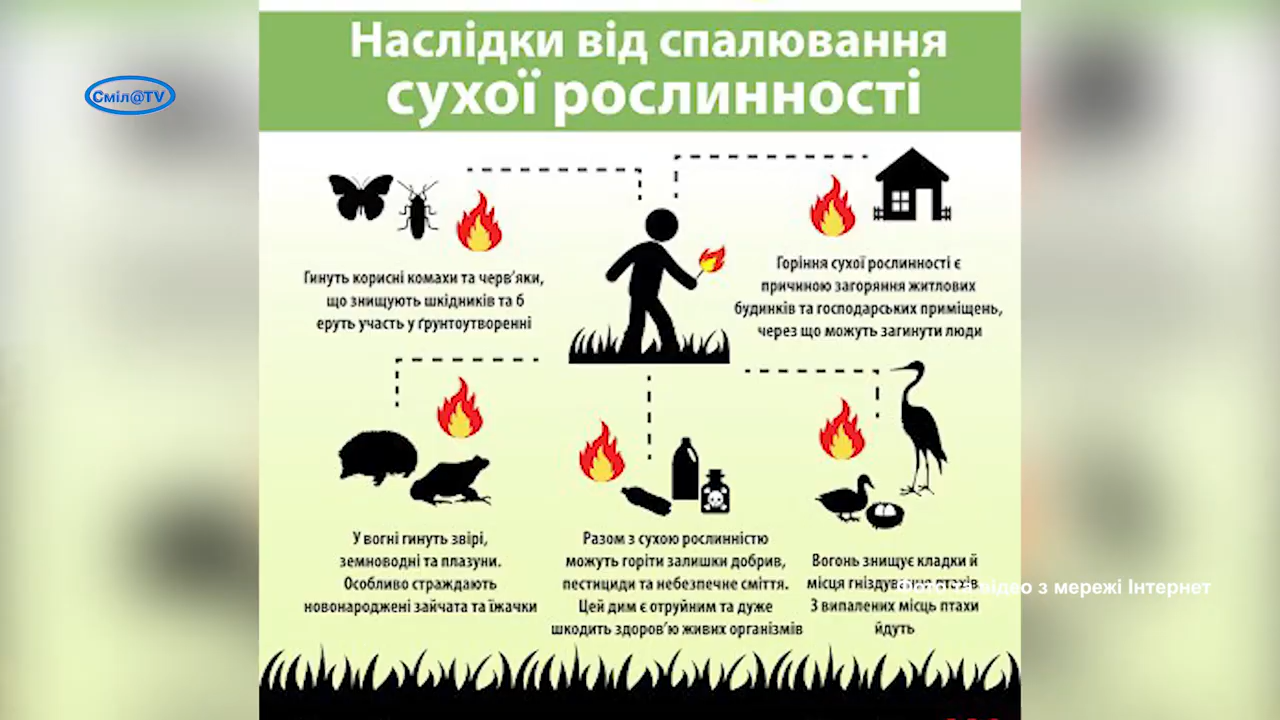 Наслідки від спалювання
сухої рослинності
Сміл@TV
Гинуть корисні комахи та черв'яки,
що знищують шкідників та б
еруть участь у ґрунтоутворенні
Горіння сухої рослинності є
причиною загоряння житлових
будинків та господарських приміщень,
через що можуть загинути люди
У вогні гинуть звірі,
земноводні та плазуни.
Особливо страждають
новонароджені зайчата та їжачки
Разом з сухою рослинністю
можуть горіти залишки добрив,
пестициди та небезпечне сміття.
Цей дим є отруйним та дуже
шкодить здоров'ю живих організмів
Вогонь знищує кладки й
місця гніздування птахів.
З випалених місць птахи
йдуть
Фото та відео з мережі Інтернет